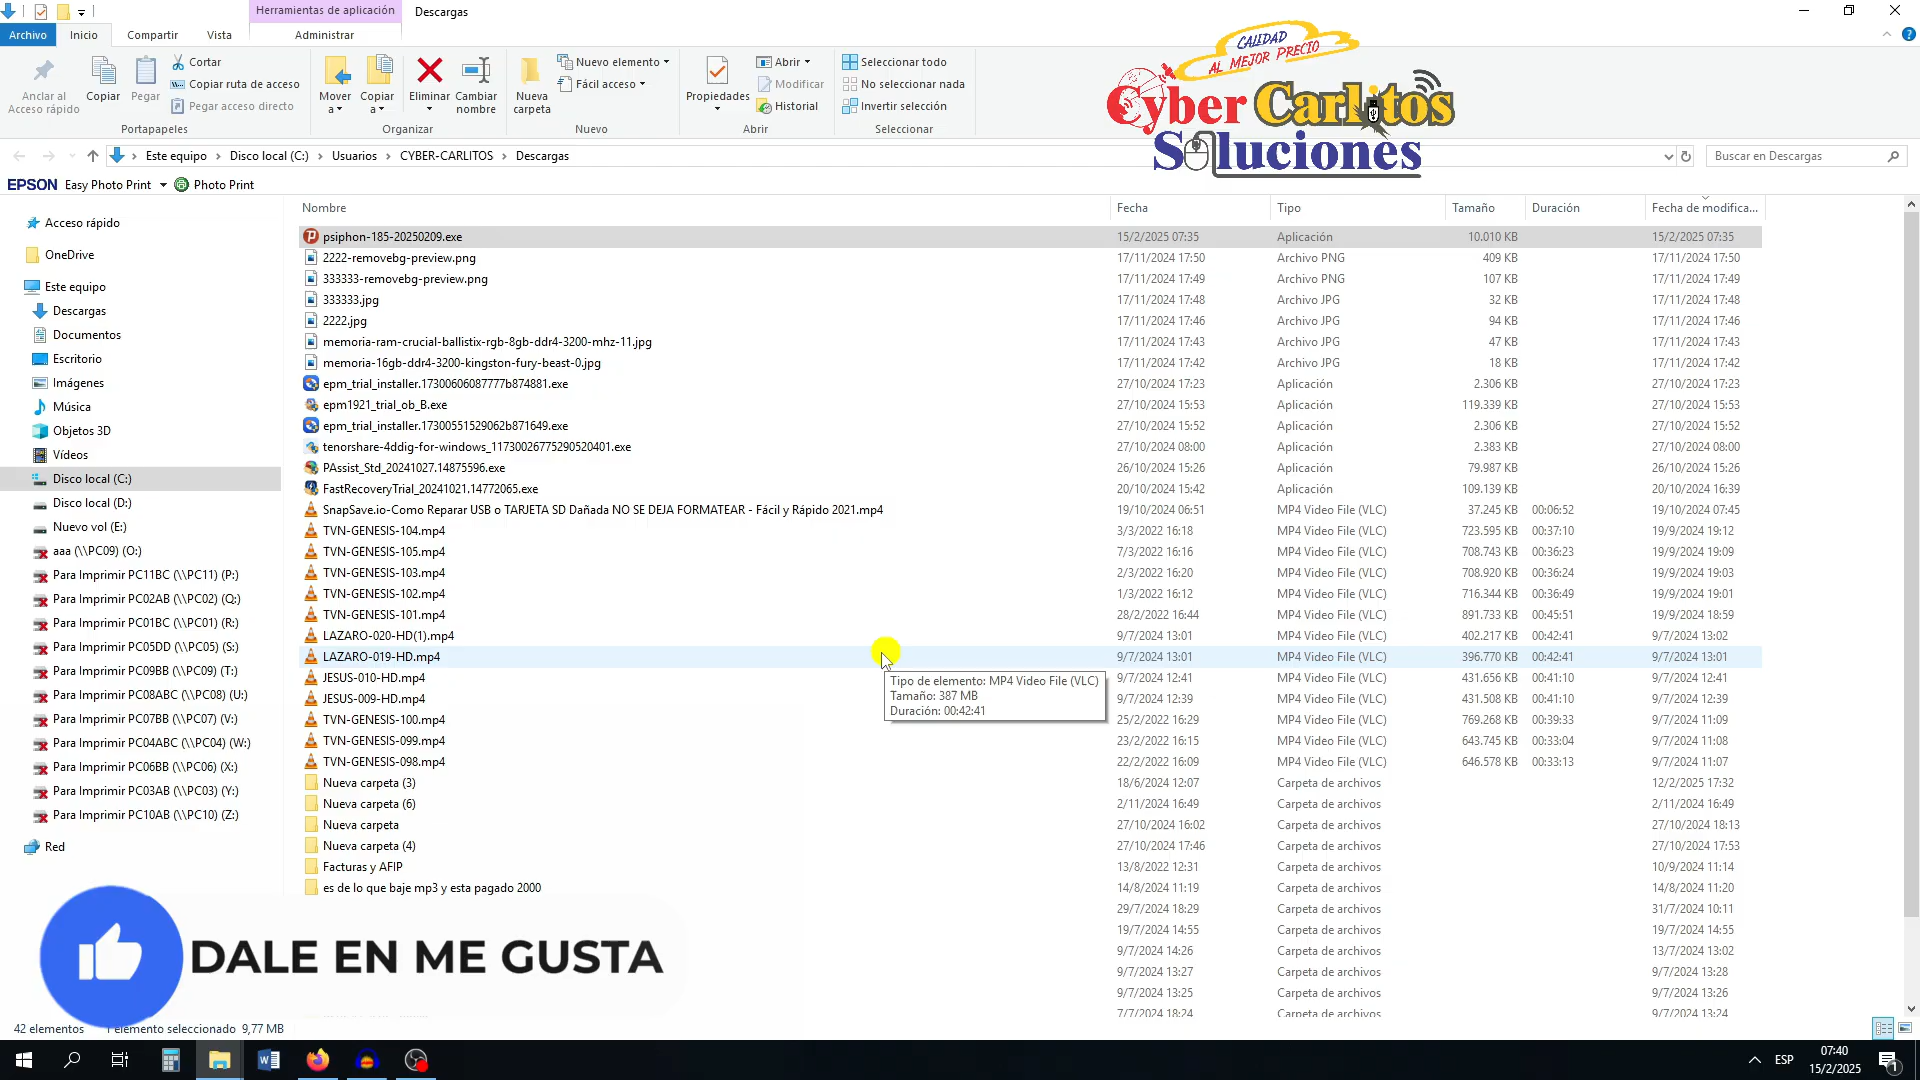 Herramientas de aplicación
Descargas
Archivo
Inicio
Compartir
Vista
Administrar
Anclar al Acceso rápido
Copiar
Pegar
Cortar
Copiar ruta de acceso
Pegar acceso directo
Portapapeles
Mover a
Copiar a
Eliminar
Cambiar nombre
Organizar
Nueva carpeta
Nuevo elemento
Fácil acceso
Nuevo
Propiedades
Abrir
Modificar
Historial
Abrir
Seleccionar todo
No seleccionar nada
Invertir selección
Seleccionar
CALIDAD
AL MEJOR PRECIO
Cyber Carlitos
Soluciones
Este equipo > Disco local (C:) > Usuarios > CYBER-CARLITOS > Descargas
Buscar en Descargas
EPSON Easy Photo Print Photo Print
Acceso rápido
OneDrive
Este equipo
Descargas
Documentos
Escritorio
Imágenes
Música
Objetos 3D
Vídeos
Disco local (C:)
Disco local (D:)
Nuevo vol (E:)
aaa (\\PC09) (O:)
Para Imprimir PC11BC (\\PC11) (P:)
Para Imprimir PC02AB (\\PC02) (Q:)
Para Imprimir PC01BC (\\PC01) (R:)
Para Imprimir PC05DD (\\PC05) (S:)
Para Imprimir PC09BB (\\PC09) (T:)
Para Imprimir PC08ABC (\\PC08) (U:)
Para Imprimir PC07BB (\\PC07) (V:)
Para Imprimir PC04ABC (\\PC04) (W:)
Para Imprimir PC06BB (\\PC06) (X:)
Para Imprimir PC03AB (\\PC03) (Y:)
Para Imprimir PC10AB (\\PC10) (Z:)
Red
Nombre Fecha Tipo Tamaño Duración Fecha de modifica...
psiphon-185-20250209.exe 15/2/2025 07:35 Aplicación 10.010 KB 15/2/2025 07:35
2222-removebg-preview.png 17/11/2024 17:50 Archivo PNG 409 KB 17/11/2024 17:50
333333-removebg-preview.png 17/11/2024 17:49 Archivo PNG 107 KB 17/11/2024 17:49
333333.jpg 17/11/2024 17:48 Archivo JPG 32 KB 17/11/2024 17:48
2222.jpg 17/11/2024 17:46 Archivo JPG 94 KB 17/11/2024 17:46
memoria-ram-crucial-ballistix-rgb-8gb-ddr4-3200-mhz-11.jpg 17/11/2024 17:43 Archivo JPG 47 KB 17/11/2024 17:43
memoria-16gb-ddr4-3200-kingston-fury-beast-0.jpg 17/11/2024 17:42 Archivo JPG 18 KB 17/11/2024 17:42
epm_trial_installer.17300606087777b874881.exe 27/10/2024 17:23 Aplicación 2.306 KB 27/10/2024 17:23
epm1921_trial_ob_B.exe 27/10/2024 15:53 Aplicación 119.339 KB 27/10/2024 15:53
epm_trial_installer.17300551529062b871649.exe 27/10/2024 15:52 Aplicación 2.306 KB 27/10/2024 15:52
tenorshare-4ddig-for-windows_11730026775290520401.exe 27/10/2024 08:00 Aplicación 2.383 KB 27/10/2024 08:00
PAssist_Std_20241027.14875596.exe 26/10/2024 15:26 Aplicación 79.987 KB 26/10/2024 15:26
FastRecoveryTrial_20241021.14772065.exe 20/10/2024 15:42 Aplicación 109.139 KB 20/10/2024 16:39
SnapSave.io-Como Reparar USB o TARJETA SD Dañada NO SE DEJA FORMATEAR - Fácil y Rápido 2021.mp4 19/10/2024 06:51 MP4 Video File (VLC) 37.245 KB 00:06:52 19/10/2024 07:45
TVN-GENESIS-104.mp4 3/3/2022 16:18 MP4 Video File (VLC) 723.595 KB 00:37:10 19/9/2024 19:12
TVN-GENESIS-105.mp4 7/3/2022 16:16 MP4 Video File (VLC) 708.743 KB 00:36:23 19/9/2024 19:09
TVN-GENESIS-103.mp4 2/3/2022 16:20 MP4 Video File (VLC) 708.920 KB 00:36:24 19/9/2024 19:03
TVN-GENESIS-102.mp4 1/3/2022 16:12 MP4 Video File (VLC) 716.344 KB 00:36:49 19/9/2024 19:01
TVN-GENESIS-101.mp4 28/2/2022 16:44 MP4 Video File (VLC) 891.733 KB 00:45:51 19/9/2024 18:59
LAZARO-020-HD(1).mp4 9/7/2024 13:01 MP4 Video File (VLC) 402.217 KB 00:42:41 9/7/2024 13:02
LAZARO-019-HD.mp4 9/7/2024 13:01 MP4 Video File (VLC) 396.770 KB 00:42:41 9/7/2024 13:01
JESUS-010-HD.mp4 9/7/2024 12:41 MP4 Video File (VLC) 431.656 KB 00:41:10 9/7/2024 12:41
JESUS-009-HD.mp4 9/7/2024 12:39 MP4 Video File (VLC) 431.508 KB 00:41:10 9/7/2024 12:39
TVN-GENESIS-100.mp4 25/2/2022 16:29 MP4 Video File (VLC) 769.268 KB 00:39:33 9/7/2024 11:09
TVN-GENESIS-099.mp4 23/2/2022 16:15 MP4 Video File (VLC) 643.745 KB 00:33:04 9/7/2024 11:08
TVN-GENESIS-098.mp4 22/2/2022 16:09 MP4 Video File (VLC) 646.578 KB 00:33:13 9/7/2024 11:07
Nueva carpeta (3) 18/6/2024 12:07 Carpeta de archivos 12/2/2025 17:32
Nueva carpeta (6) 2/11/2024 16:49 Carpeta de archivos 2/11/2024 16:49
Nueva carpeta 27/10/2024 16:02 Carpeta de archivos 27/10/2024 18:13
Nueva carpeta (4) 27/10/2024 17:46 Carpeta de archivos 27/10/2024 17:53
Facturas y AFIP 13/8/2022 12:31 Carpeta de archivos 10/9/2024 11:14
es de lo que baje mp3 y esta pagado 2000 14/8/2024 11:19 Carpeta de archivos 14/8/2024 11:20
29/7/2024 18:29 Carpeta de archivos 31/7/2024 10:11
19/7/2024 14:55 Carpeta de archivos 19/7/2024 14:55
9/7/2024 14:26 Carpeta de archivos 13/7/2024 13:02
9/7/2024 13:27 Carpeta de archivos 9/7/2024 13:28
9/7/2024 13:25 Carpeta de archivos 9/7/2024 13:26
7/7/2024 18:24 Carpeta de archivos 9/7/2024 13:24
Tipo de elemento: MP4 Video File (VLC)
Tamaño: 387 MB
Duración: 00:42:41
DALE EN ME GUSTA
42 elementos
1 elemento seleccionado 9,77 MB
ESP
07:40
15/2/2025
1